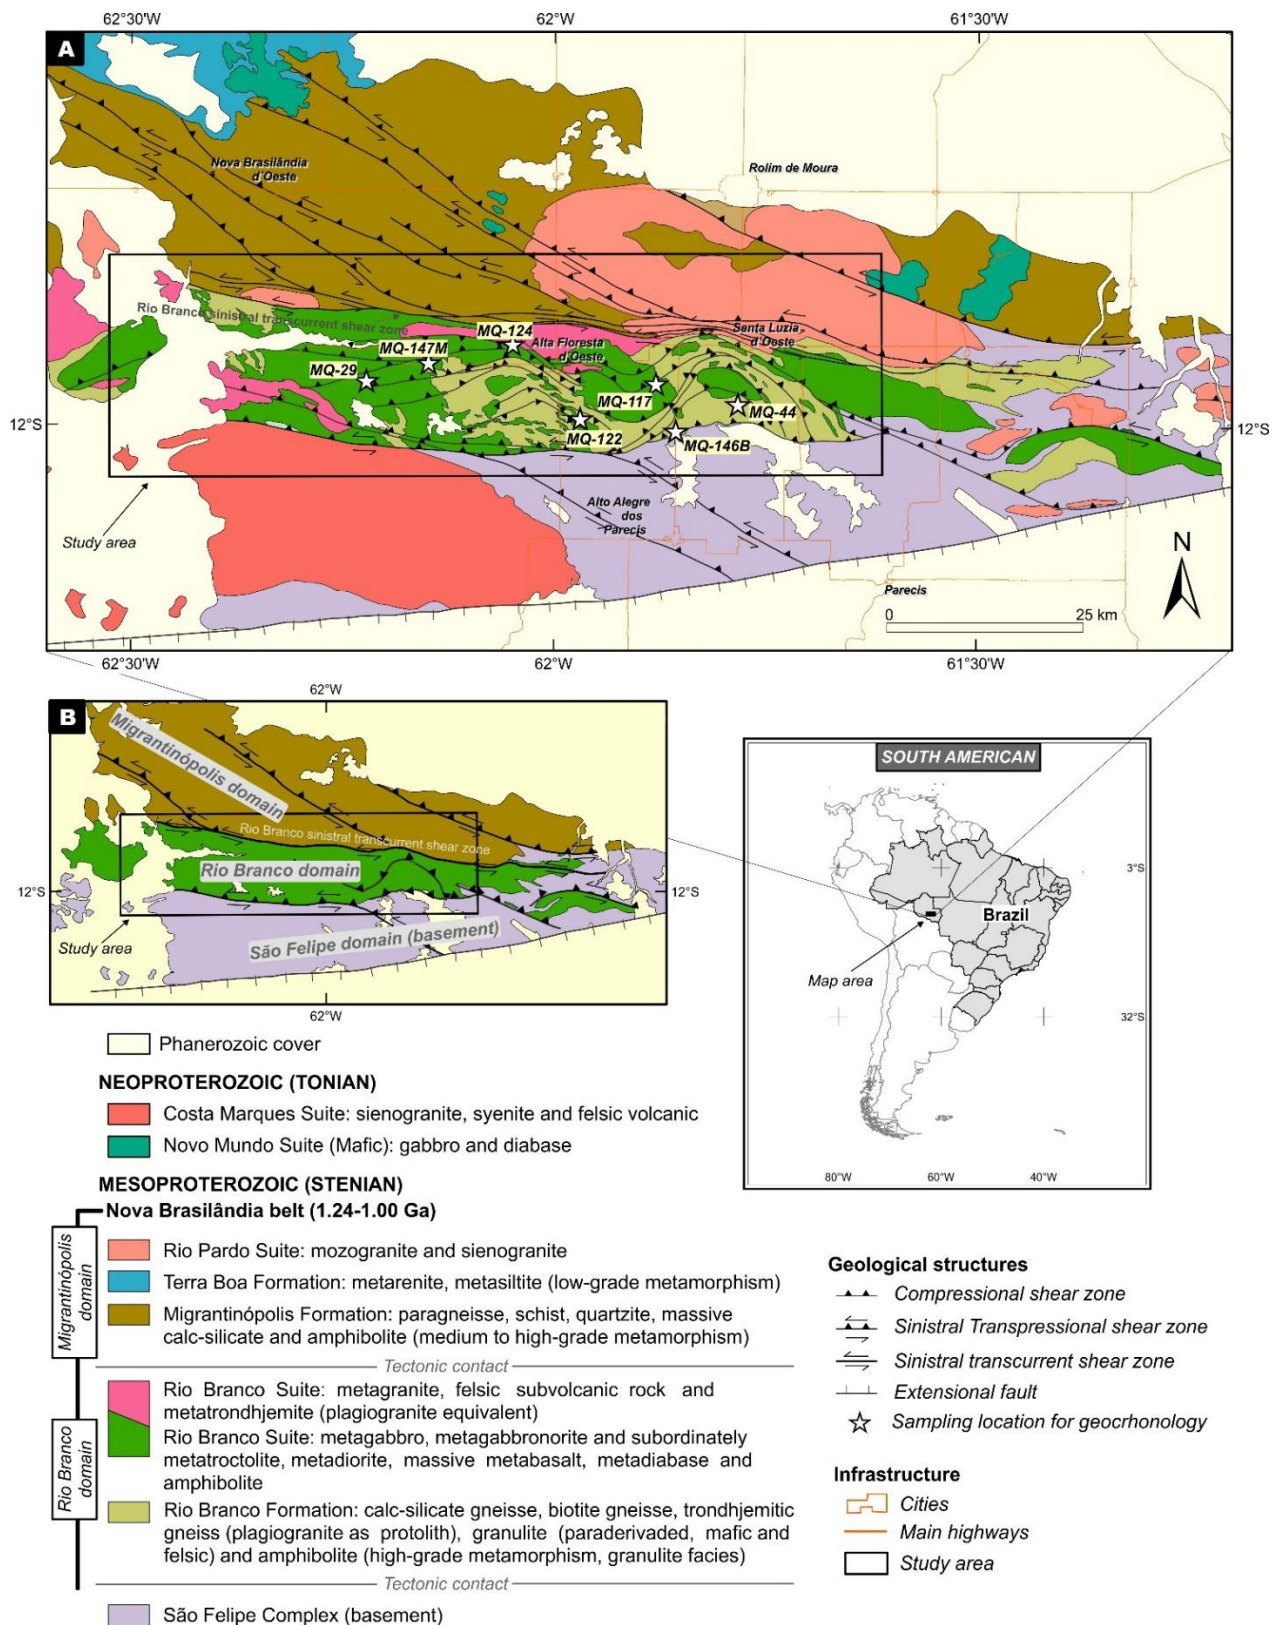 62°30'W
62°W
61°30'W
A
Nova Brasilândia
d'Oeste
Rolim de Moura
Rio Branco sinistral transcurrent shear zone
MQ-124
Santa Luzia
d'Oeste
MQ-147M
Alta Floresta
d'Oeste
MQ-29
MQ-117
MQ-44
12°S
12°S
MQ-122
MQ-146B
Study area
Alto Alegre
dos
Parecis
N
Parecis
0
25 km
62°30'W
62°W
61°30'W
62°W
B
Migrantinópolis domain
Rio Branco sinistral transcurrent shear zone
Rio Branco domain
12°S
12°S
Study area
São Felipe domain (basement)
62°W
SOUTH AMERICAN
3°S
Brazil
Map area
32°S
80°W
60°W
40°W
Phanerozoic cover
NEOPROTEROZOIC (TONIAN)
Costa Marques Suite: sienogranite, syenite and felsic volcanic
Novo Mundo Suite (Mafic): gabbro and diabase
MESOPROTEROZOIC (STENIAN)
Nova Brasilândia belt (1.24-1.00 Ga)
Migrantinópolis
domain
Rio Pardo Suite: mozogranite and sienogranite
Terra Boa Formation: metarenite, metasiltite (low-grade metamorphism)
Migrantinópolis Formation: paragneisse, schist, quartzite, massive
calc-silicate and amphibolite (medium to high-grade metamorphism)
Tectonic contact
Rio Branco
domain
Rio Branco Suite: metagranite, felsic subvolcanic rock and
metatrondhjemite (plagiogranite equivalent)
Rio Branco Suite: metagabbro, metagabbronorite and subordinately
metatroctolite, metadiorite, massive metabasalt, metadiabase and
amphibolite
Rio Branco Formation: calc-silicate gneisse, biotite gneisse, trondhjemitic
gneiss (plagiogranite as protolith), granulite (paraderivaded, mafic and
felsic) and amphibolite (high-grade metamorphism, granulite facies)
Tectonic contact
São Felipe Complex (basement)
Geological structures
Compressional shear zone
Sinistral Transpressional shear zone
Sinistral transcurrent shear zone
Extensional fault
Sampling location for geocrhonology
Infrastructure
Cities
Main highways
Study area